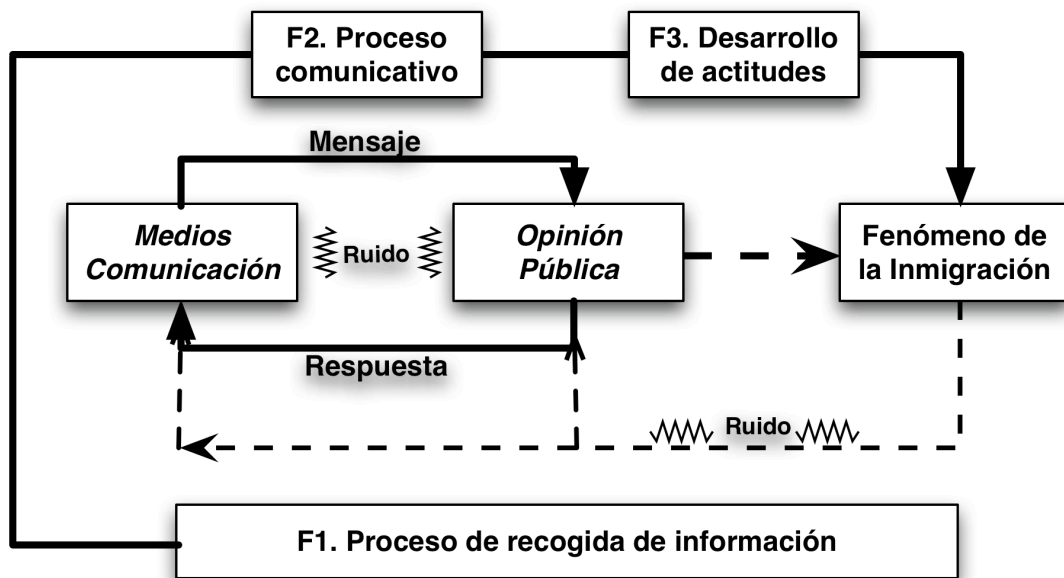 F2. Proceso
comunicativo
F3. Desarrollo
de actitudes
Mensaje
Medios
Comunicación
Ruido
Opinión
Pública
Fenómeno de
la Inmigración
Respuesta
Ruido
F1. Proceso de recogida de información